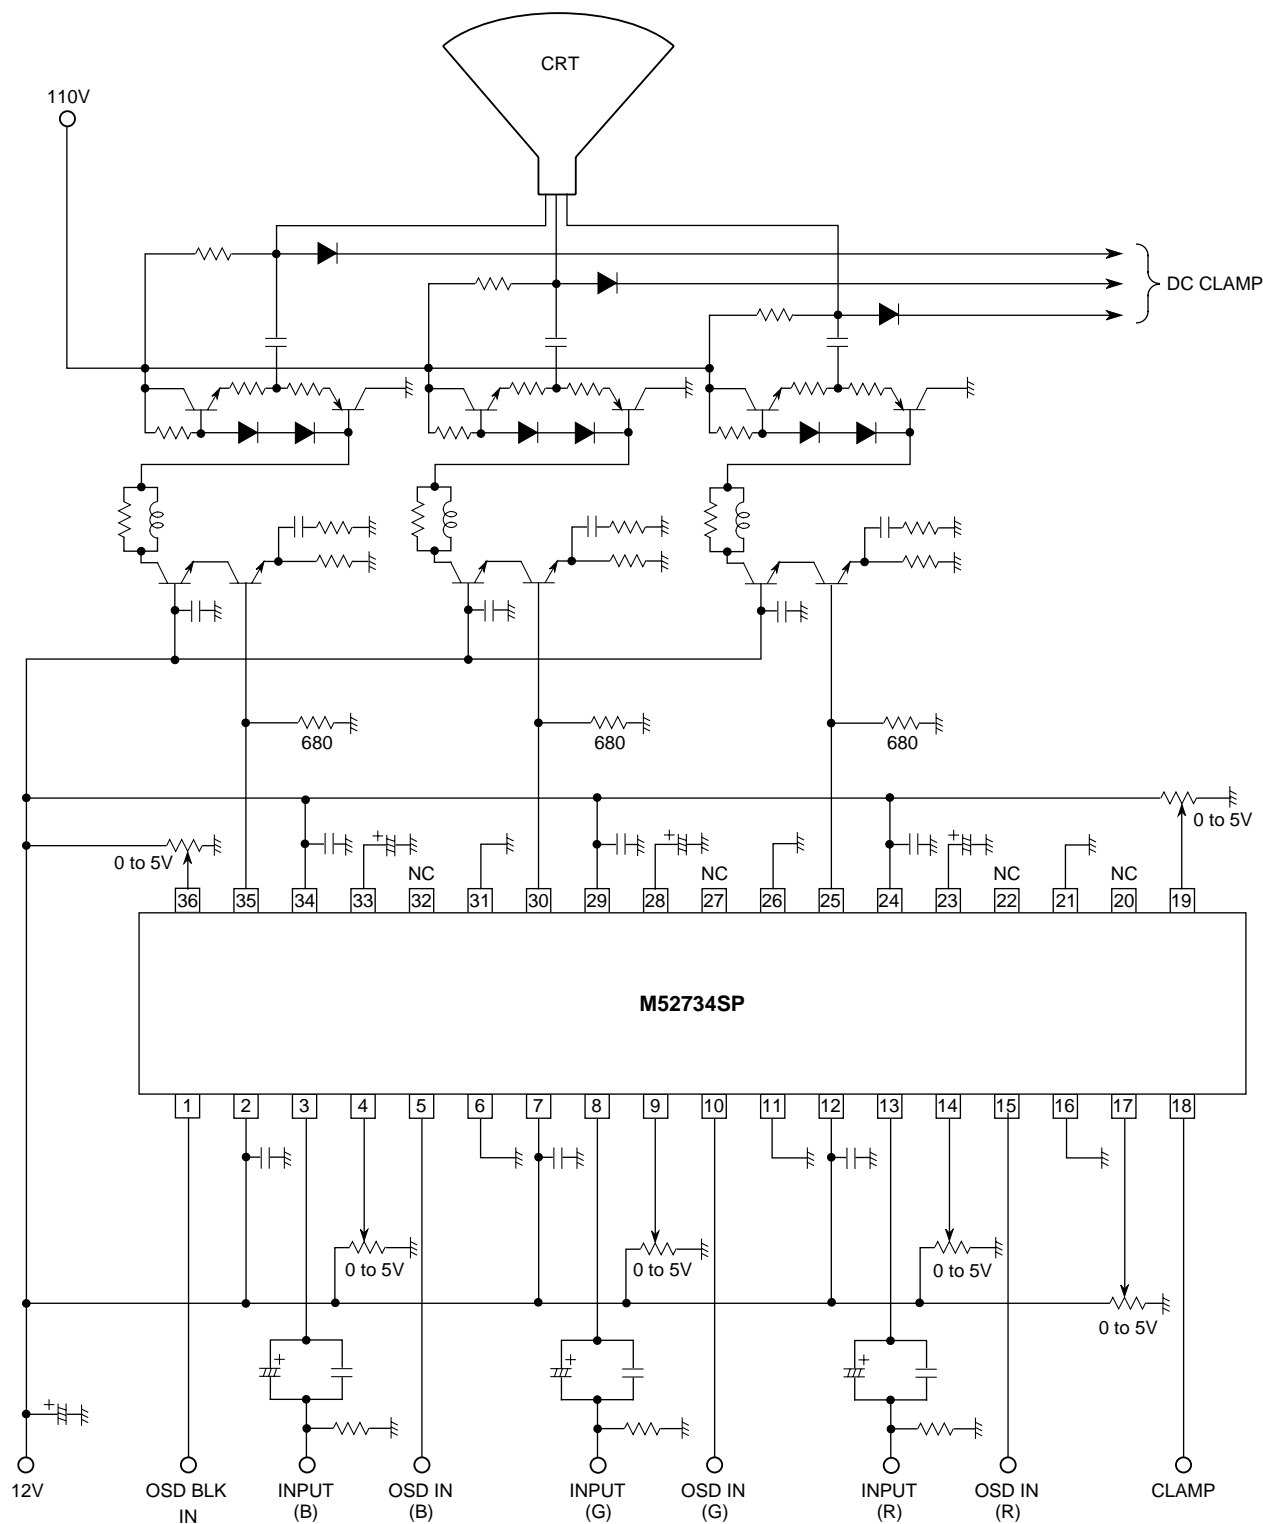 CRT
110V
DC CLAMP
680 680 680
0 to 5V
0 to 5V
NC NC NC NC
36 35 34 33 32 31 30 29 28 27 26 25 24 23 22 21 20 19
M52734SP
1 2 3 4 5 6 7 8 9 10 11 12 13 14 15 16 17 18
0 to 5V 0 to 5V 0 to 5V
0 to 5V
+ + +
+
12V
OSD BLK
IN
INPUT
(B)
OSD IN
(B)
INPUT
(G)
OSD IN
(G)
INPUT
(R)
OSD IN
(R)
CLAMP